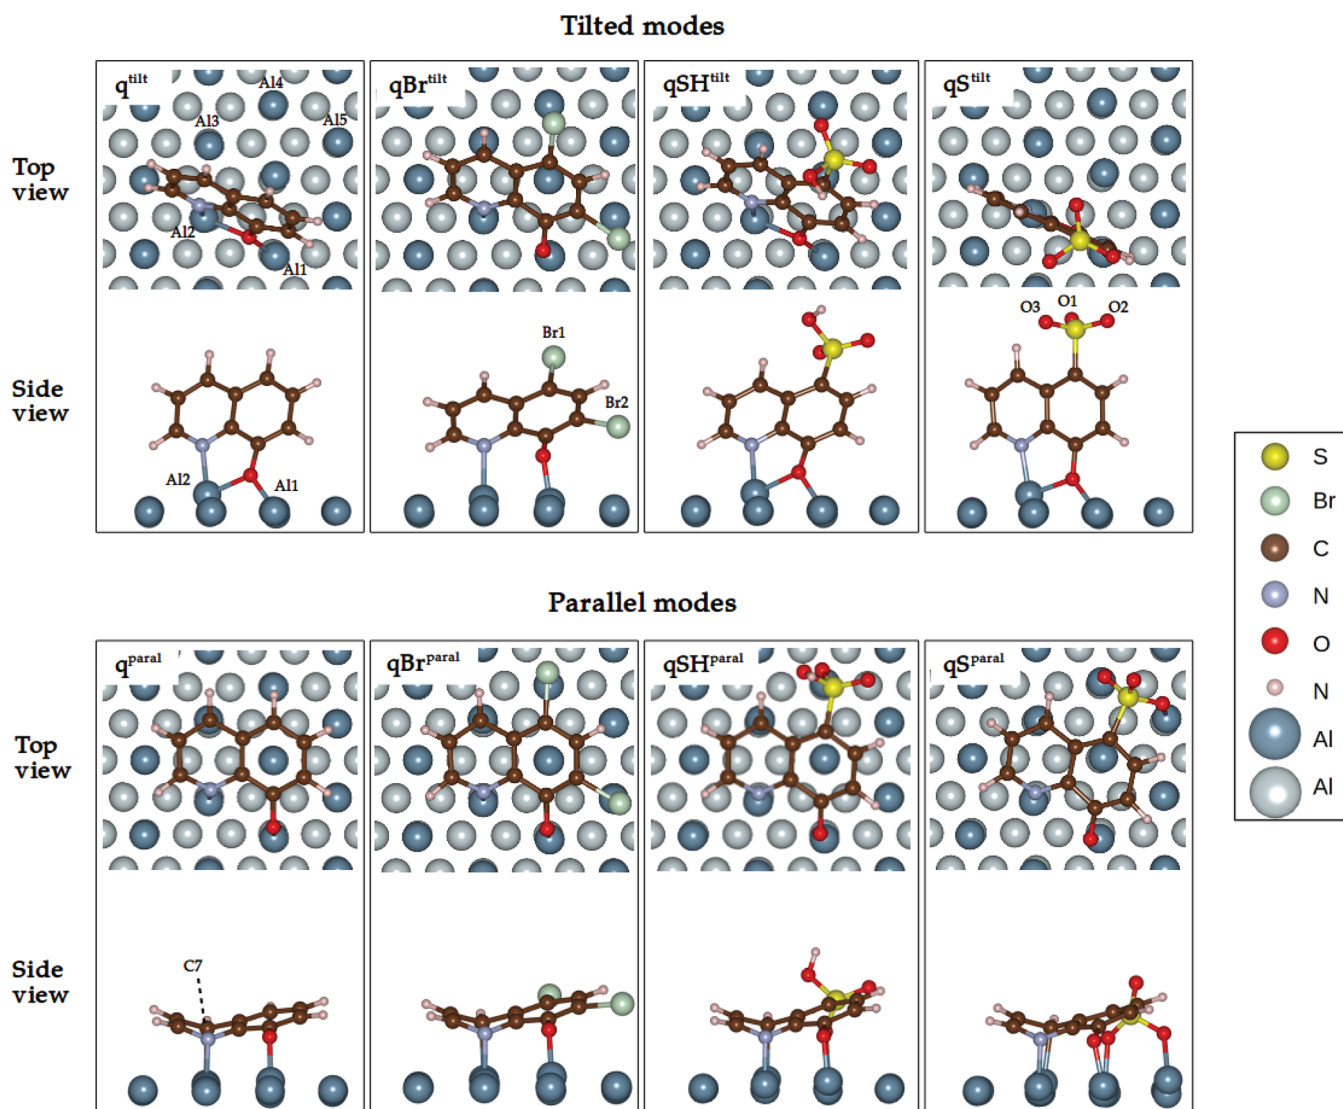 Tilted modes
q^tilt
qBr^tilt
qSH^tilt
qS^tilt
Top
view
Al4
Al3
Al5
Al2
Al1
Side
view
Al2
Al1
Br1
Br2
O3
O1
O2
S
Br
C
N
O
N
Al
Al
Parallel modes
q^paral
qBr^paral
qSH^paral
qS^paral
Top
view
Side
view
C7